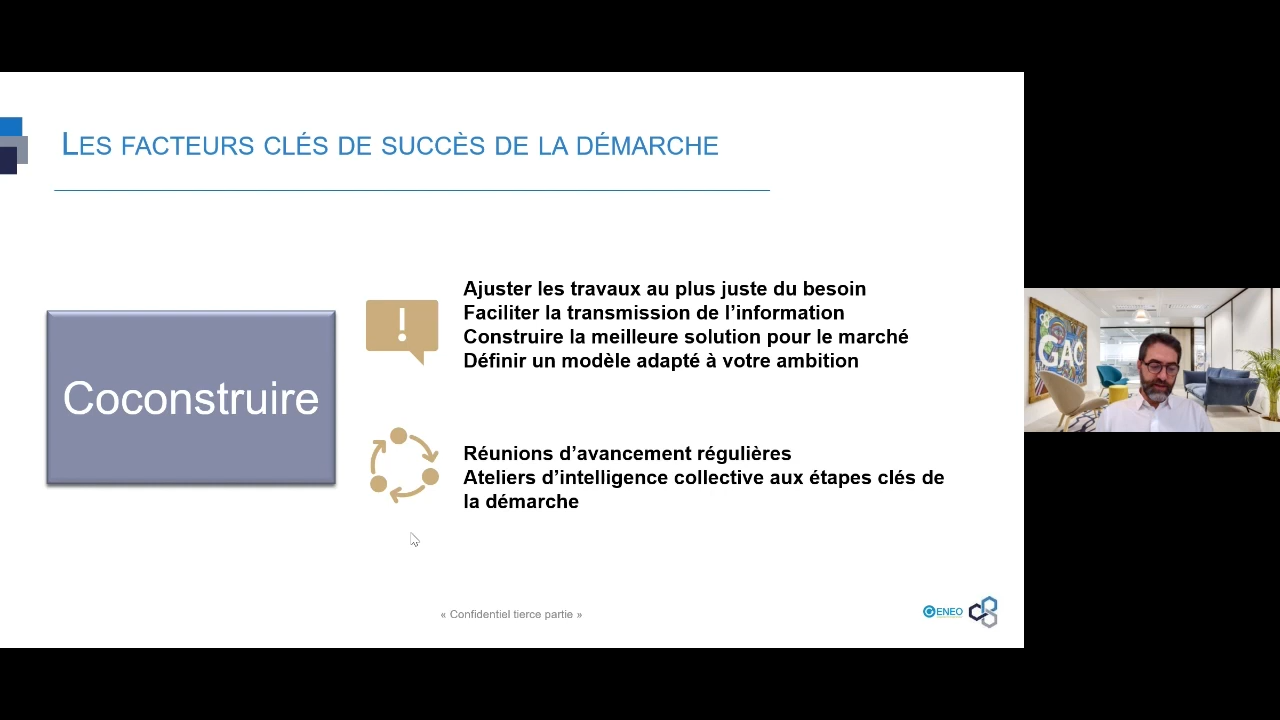 LES FACTEURS CLÉS DE SUCCÈS DE LA DÉMARCHE
Coconstruire
!
Ajuster les travaux au plus juste du besoin
Faciliter la transmission de l’information
Construire la meilleure solution pour le marché
Définir un modèle adapté à votre ambition
Réunions d’avancement régulières
Ateliers d’intelligence collective aux étapes clés de
la démarche
« Confidentiel tierce partie »
GENEO
GAC